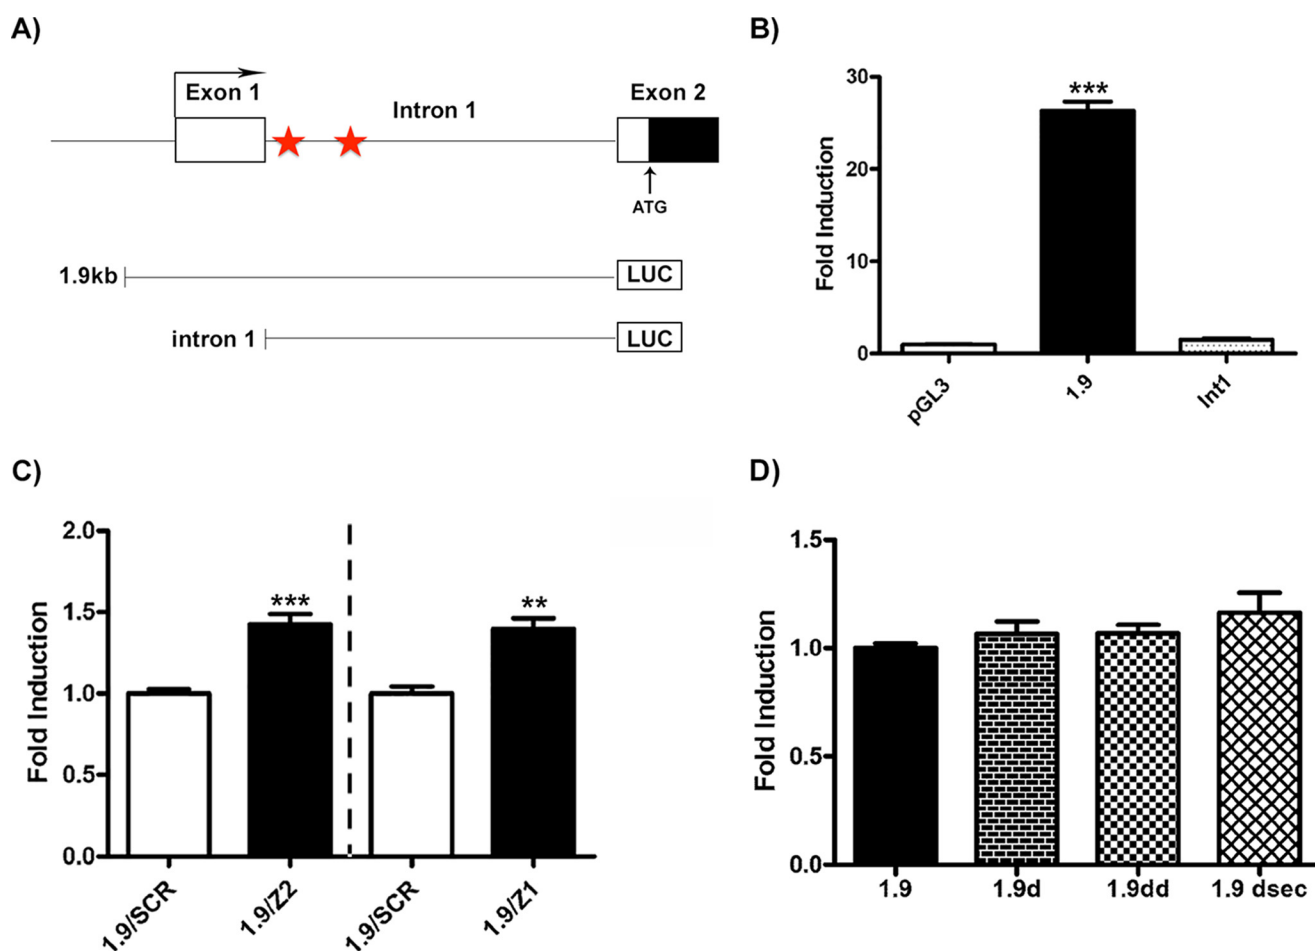 A)
Exon 1
Intron 1
Exon 2
ATG
1.9kb
LUC
intron 1
LUC
B)
Fold Induction
30
20
10
0
***
pGL3
1.9
Int1
C)
Fold Induction
2.0
1.5
1.0
0.5
0.0
***
**
1.9/SCR
1.9/Z2
1.9/SCR
1.9/Z1
D)
Fold Induction
1.5
1.0
0.5
0.0
1.9
1.9d
1.9dd
1.9 dsec